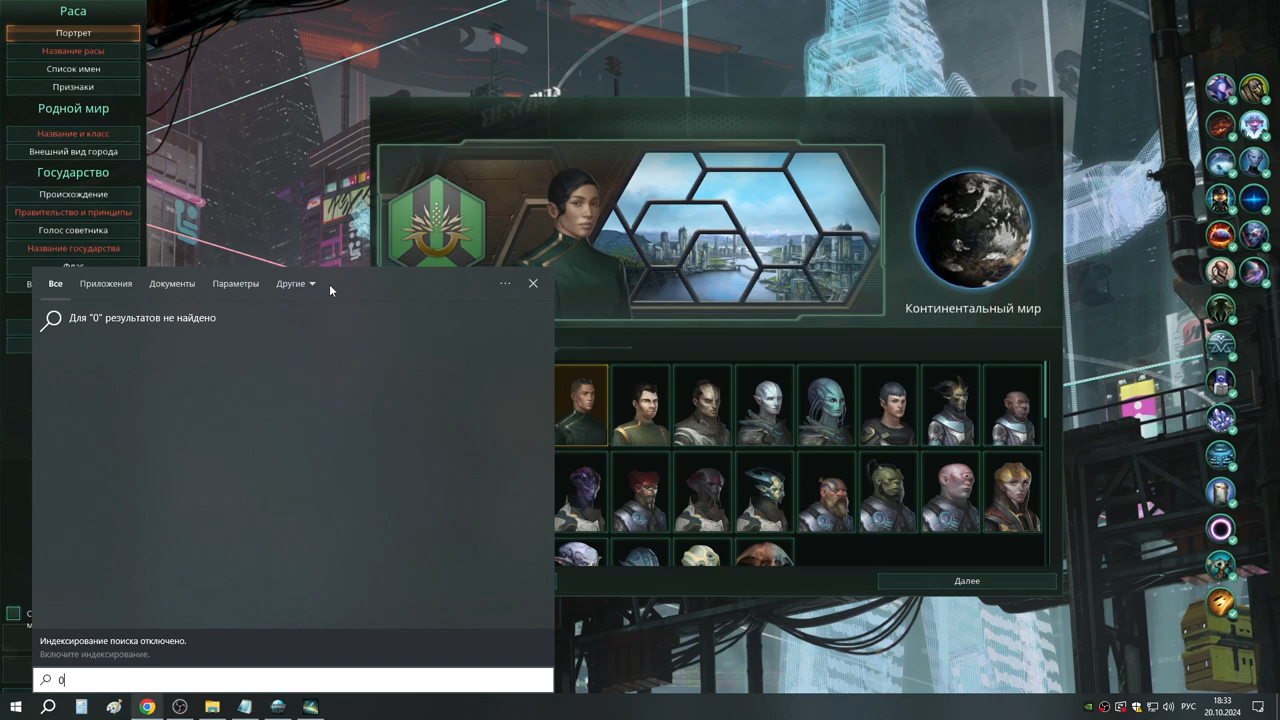 Раса
Портрет
Название расы
Список имен
Признаки
Родной мир
Название и класс
Внешний вид города
Государство
Происхождение
Правительство и принципы
Голос советника
Название государства
Флаг
Континентальный мир
Все Приложения Документы Параметры Другие
Для "0" результатов не найдено
Индексирование поиска отключено.
Включите индексирование.
0
Далее
РУС
18:33
20.10.2024